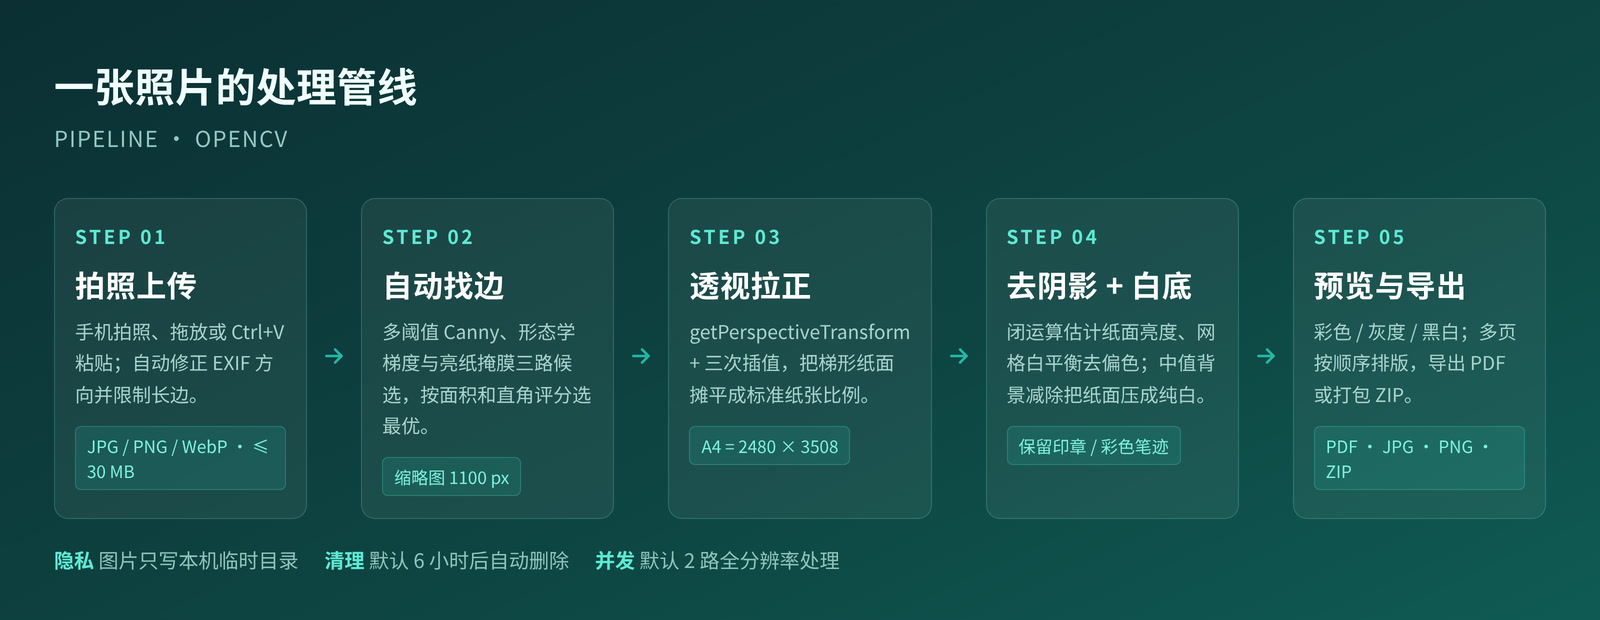 一张照片的处理管线
PIPELINE · OPENCV
STEP 01
拍照上传
手机拍照、拖放或 Ctrl+V
粘贴；自动修正 EXIF 方
向并限制长边。
JPG / PNG / WebP · ≤
30 MB
→
STEP 02
自动找边
多阈值 Canny、形态学
梯度与亮纸掩膜三路候
选，按面积和直角评分选
最优。
缩略图 1100 px
→
STEP 03
透视拉正
getPerspectiveTransform
+ 三次插值，把梯形纸面
摊平成标准纸张比例。
A4 = 2480 × 3508
→
STEP 04
去阴影 + 白底
闭运算估计纸面亮度、网
格白平衡去偏色；中值背
景减除把纸面压成纯白。
保留印章 / 彩色笔迹
→
STEP 05
预览与导出
彩色 / 灰度 / 黑白；多页
按顺序排版，导出 PDF
或打包 ZIP。
PDF · JPG · PNG ·
ZIP
隐私 图片只写本机临时目录 清理 默认 6 小时后自动删除 并发 默认 2 路全分辨率处理